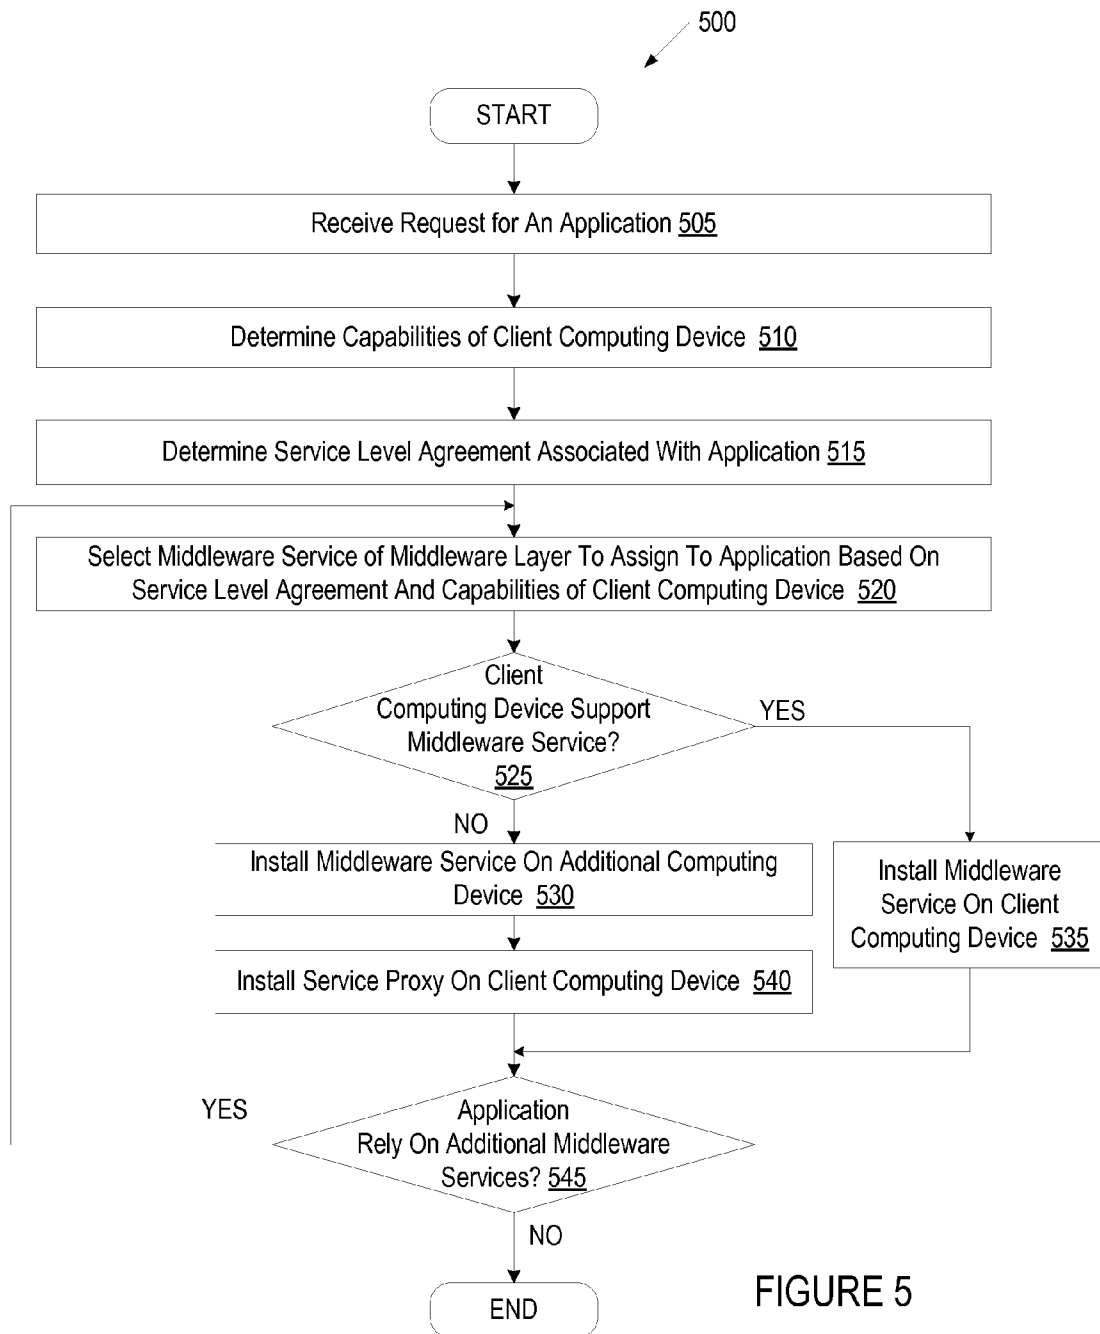 500
START
Receive Request for An Application 505
Determine Capabilities of Client Computing Device 510
Determine Service Level Agreement Associated With Application 515
Select Middleware Service of Middleware Layer To Assign To Application Based On
Service Level Agreement And Capabilities of Client Computing Device 520
Client
Computing Device Support
Middleware Service?
525
YES
NO
Install Middleware Service On Additional Computing
Device 530
Install Middleware
Service On Client
Computing Device 535
Install Service Proxy On Client Computing Device 540
YES
Application
Rely On Additional Middleware
Services? 545
NO
END
FIGURE 5